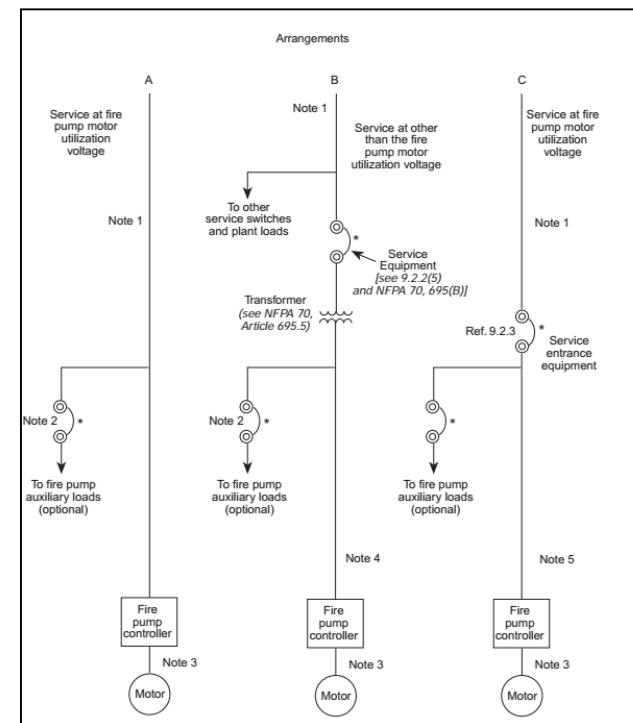 Arrangements
A
B
C
Service at fire
pump motor
utilization
voltage
Note 1
Note 1
Service at other
than the fire
pump motor
utilization voltage
Service at fire
pump motor
utilization
voltage
Note 1
To other
service switches
and plant loads
*
Service
Equipment
[see 9.2.2(5)
and NFPA 70, 695(B)]
Transformer
(see NFPA 70,
Article 695.5)
Ref. 9.2.3
*
Service
entrance
equipment
Note 2
*
Note 2
*
*
To fire pump
auxiliary loads
(optional)
To fire pump
auxiliary loads
(optional)
To fire pump
auxiliary loads
(optional)
Note 4
Note 5
Fire
pump
controller
Fire
pump
controller
Fire
pump
controller
Note 3
Note 3
Note 3
Motor
Motor
Motor